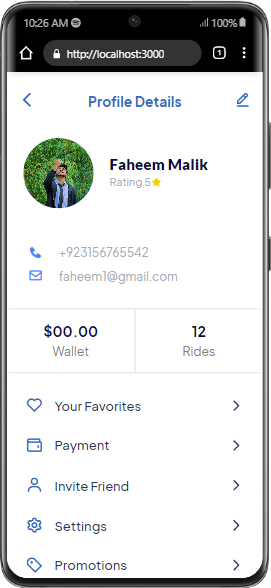 10:26 AM
100%
http://localhost:3000
1
Profile Details
Faheem Malik
Rating 5
+923156765542
faheem1@gmail.com
$00.00
12
Wallet
Rides
Your Favorites
Payment
Invite Friend
Settings
Promotions